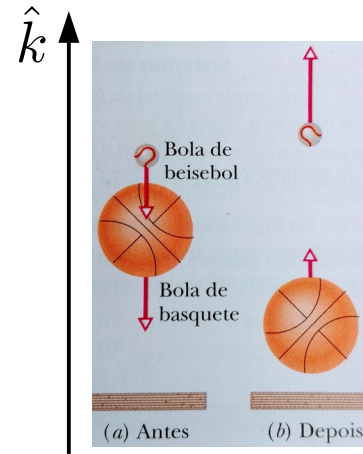 k̂
Bola de
beisebol
Bola de
basquete
(a) Antes
(b) Depois